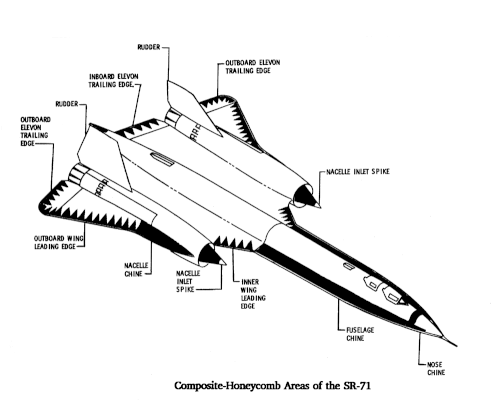 RUDDER
OUTBOARD ELEVON
TRAILING EDGE
INBOARD ELEVON
TRAILING EDGE
RUDDER
OUTBOARD
ELEVON
TRAILING
EDGE
NACELLE INLET SPIKE
OUTBOARD WING
LEADING EDGE
NACELLE
CHINE
NACELLE
INLET
SPIKE
INNER
WING
LEADING
EDGE
FUSELAGE
CHINE
NOSE
CHINE
Composite-Honeycomb Areas of the SR-71